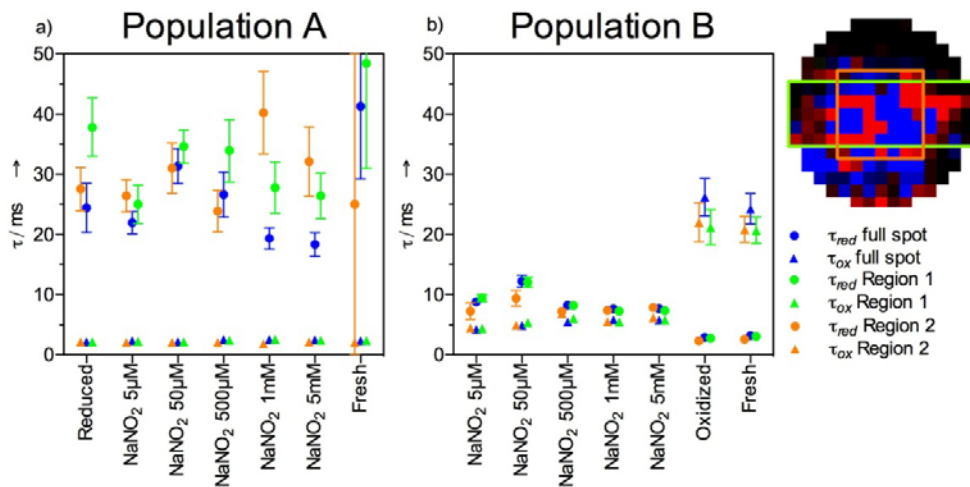 a) Population A
b) Population B
50
40
30
20
10
0
τ / ms →
Reduced
NaNO2 5μM
NaNO2 50μM
NaNO2 500μM
NaNO2 1mM
NaNO2 5mM
Fresh
50
40
30
20
10
0
τ / ms →
NaNO2 5μM
NaNO2 50μM
NaNO2 500μM
NaNO2 1mM
NaNO2 5mM
Oxidized
Fresh
τred full spot
τox full spot
τred Region 1
τox Region 1
τred Region 2
τox Region 2